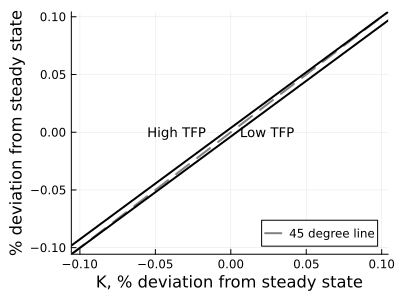 % deviation from steady state
0.10
0.05
0.00
−0.05
−0.10
High TFP
Low TFP
45 degree line
−0.10
−0.05
0.00
0.05
0.10
K, % deviation from steady state